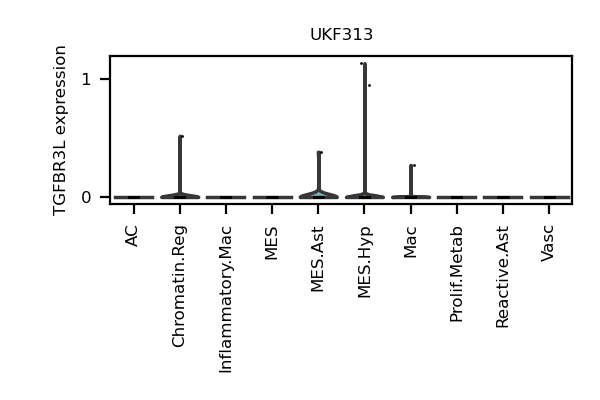 UKF313
TGFBR3L expression
1
0
AC
Chromatin.Reg
Inflammatory.Mac
MES
MES.Ast
MES.Hyp
Mac
Prolif.Metab
Reactive.Ast
Vasc